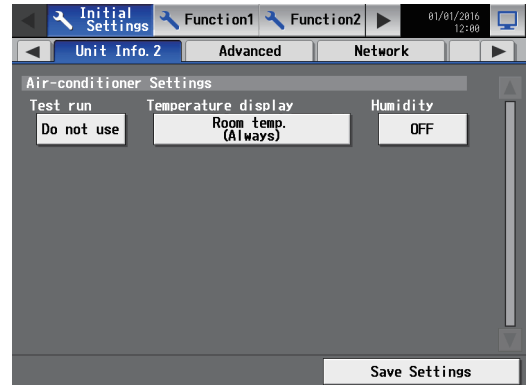 Initial
Settings
Function1
Function2
01/01/2016
12:00
Unit Info.2
Advanced
Network
Air-conditioner Settings
Test run
Temperature display
Humidity
Do not use
Room temp.
(Always)
OFF
Save Settings